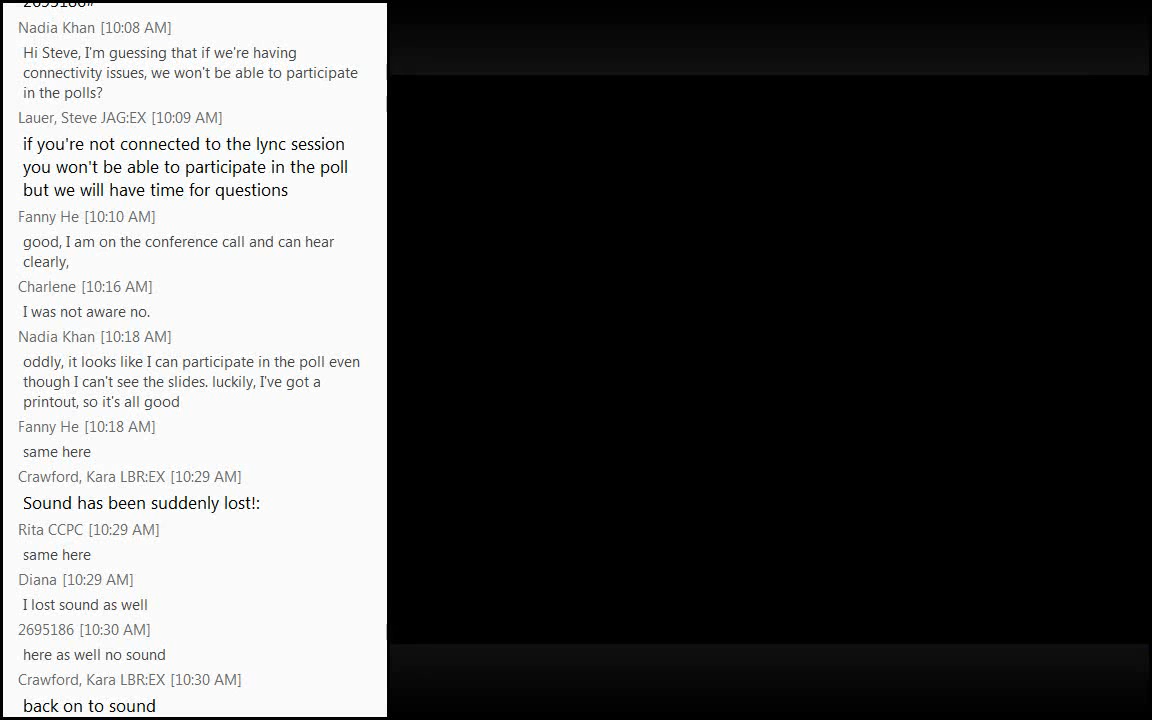 2695186#
Nadia Khan [10:08 AM]
Hi Steve, I'm guessing that if we're having
connectivity issues, we won't be able to participate
in the polls?
Lauer, Steve JAG:EX [10:09 AM]
if you're not connected to the lync session
you won't be able to participate in the poll
but we will have time for questions
Fanny He [10:10 AM]
good, I am on the conference call and can hear
clearly,
Charlene [10:16 AM]
I was not aware no.
Nadia Khan [10:18 AM]
oddly, it looks like I can participate in the poll even
though I can't see the slides. luckily, I've got a
printout, so it's all good
Fanny He [10:18 AM]
same here
Crawford, Kara LBR:EX [10:29 AM]
Sound has been suddenly lost!:
Rita CCPC [10:29 AM]
same here
Diana [10:29 AM]
I lost sound as well
2695186 [10:30 AM]
here as well no sound
Crawford, Kara LBR:EX [10:30 AM]
back on to sound